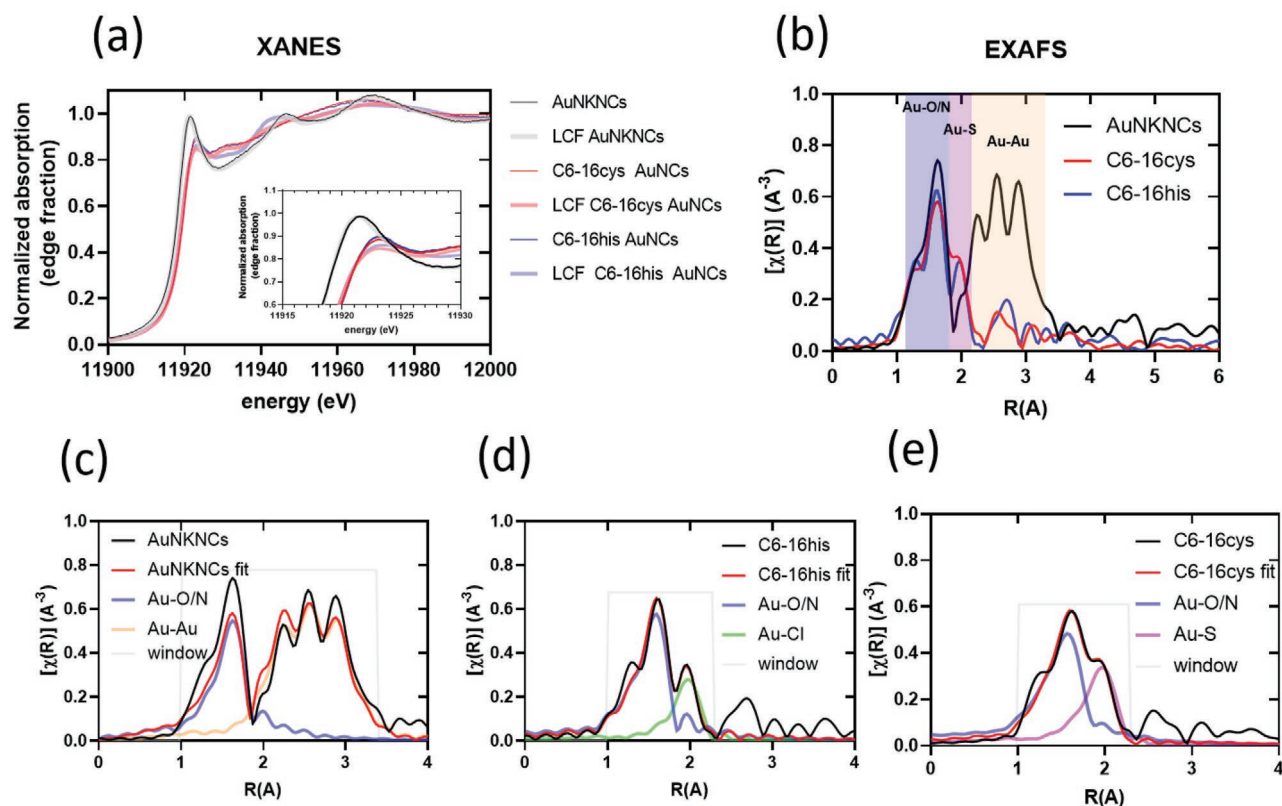 (a)
XANES
Normalized absorption
(edge fraction)
1.0
0.8
0.6
0.4
0.2
0.0
11900
11920
11940
11960
11980
12000
energy (eV)
Normalized absorption
(edge fraction)
1.1
1.0
0.9
0.8
0.7
0.6
11915
11920
11925
11930
energy (eV)
AuNKNCs
LCF AuNKNCs
C6-16cys AuNCs
LCF C6-16cys AuNCs
C6-16his AuNCs
LCF C6-16his AuNCs
(b)
EXAFS
[χ(R)] (A⁻³)
1.0
0.8
0.6
0.4
0.2
0.0
0
1
2
3
4
5
6
R(A)
Au-O/N
Au-S
Au-Au
AuNKNCs
C6-16cys
C6-16his
(c)
[χ(R)] (A⁻³)
1.0
0.8
0.6
0.4
0.2
0.0
0
1
2
3
4
R(A)
AuNKNCs
AuNKNCs fit
Au-O/N
Au-Au
window
(d)
[χ(R)] (A⁻³)
1.0
0.8
0.6
0.4
0.2
0.0
0
1
2
3
4
R(A)
C6-16his
C6-16his fit
Au-O/N
Au-Cl
window
(e)
[χ(R)] (A⁻³)
1.0
0.8
0.6
0.4
0.2
0.0
0
1
2
3
4
R(A)
C6-16cys
C6-16cys fit
Au-O/N
Au-S
window